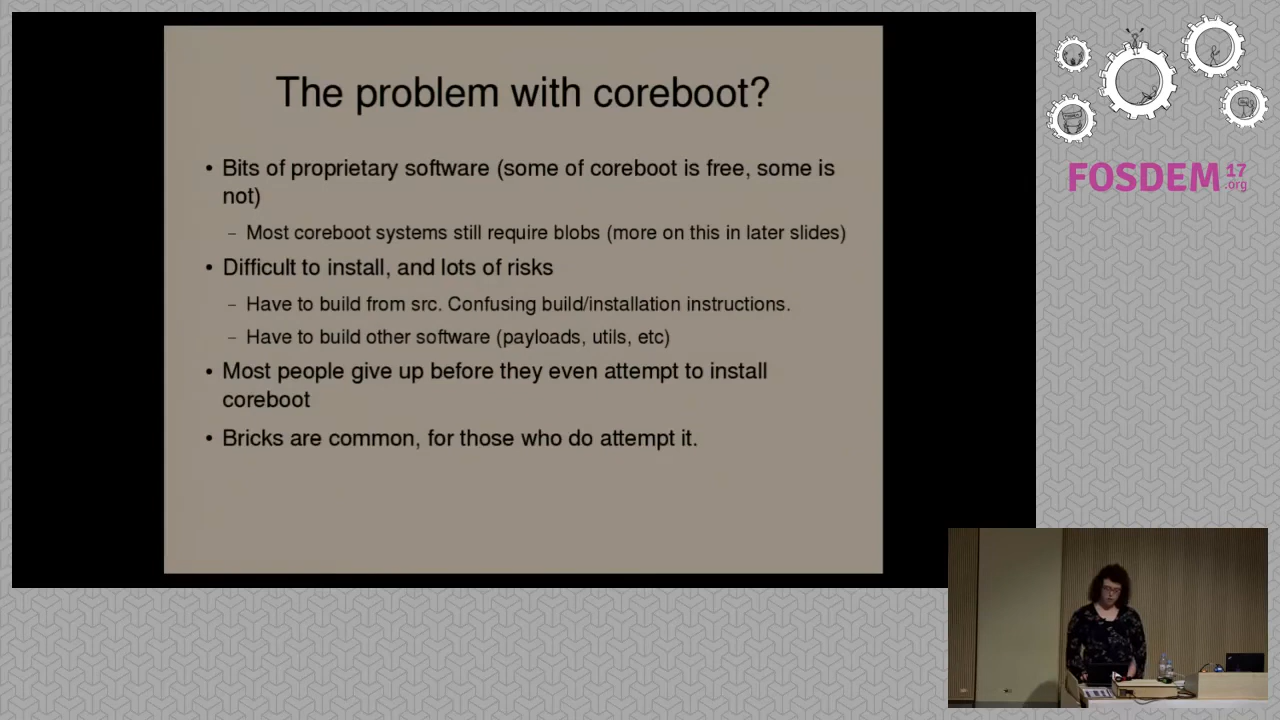 The problem with coreboot?
• Bits of proprietary software (some of coreboot is free, some is
not)
– Most coreboot systems still require blobs (more on this in later slides)
• Difficult to install, and lots of risks
– Have to build from src. Confusing build/installation instructions.
– Have to build other software (payloads, utils, etc)
• Most people give up before they even attempt to install
coreboot
• Bricks are common, for those who do attempt it.
FOSDEM 17
.org